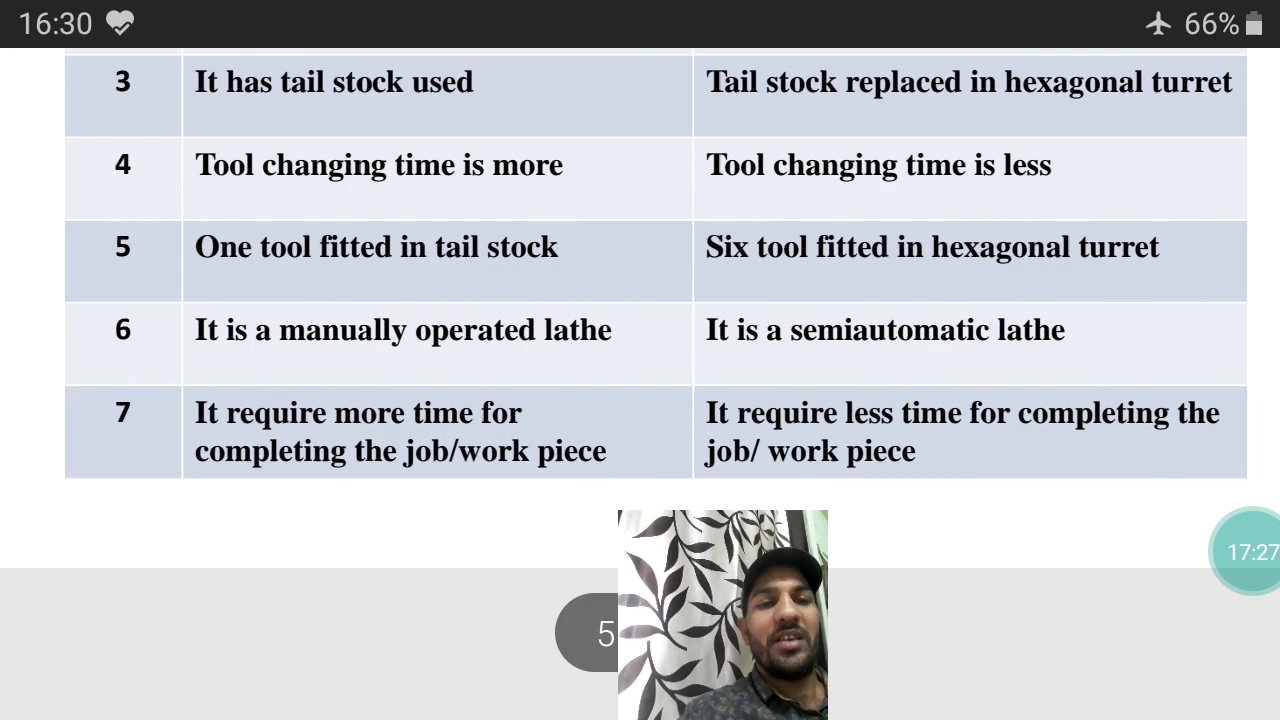 16:30 66%
3 It has tail stock used Tail stock replaced in hexagonal turret
4 Tool changing time is more Tool changing time is less
5 One tool fitted in tail stock Six tool fitted in hexagonal turret
6 It is a manually operated lathe It is a semiautomatic lathe
7 It require more time for It require less time for completing the
completing the job/work piece job/ work piece
17:27
5